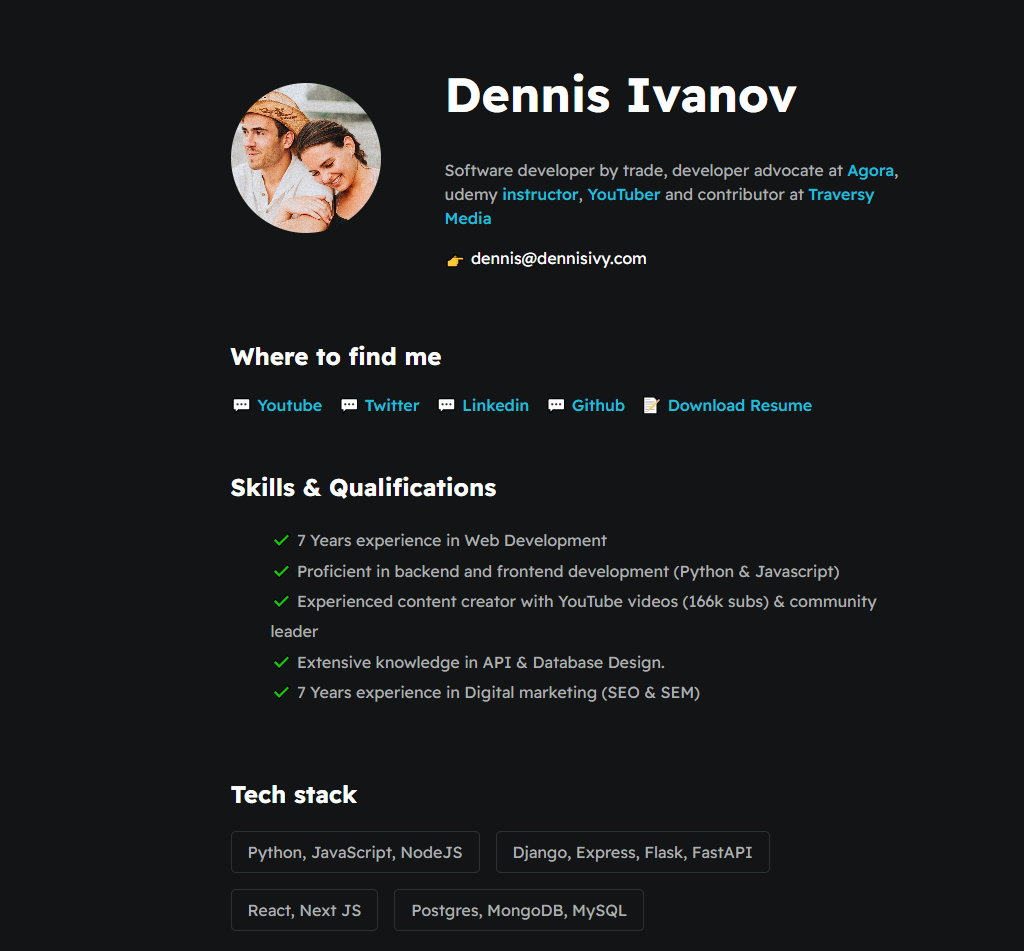 Dennis Ivanov
Software developer by trade, developer advocate at Agora,
udemy instructor, YouTuber and contributor at Traversy
Media
👉 dennis@dennisivy.com
Where to find me
💬 Youtube 💬 Twitter 💬 Linkedin 💬 Github 📝 Download Resume
Skills & Qualifications
✔ 7 Years experience in Web Development
✔ Proficient in backend and frontend development (Python & Javascript)
✔ Experienced content creator with YouTube videos (166k subs) & community
leader
✔ Extensive knowledge in API & Database Design.
✔ 7 Years experience in Digital marketing (SEO & SEM)
Tech stack
Python, JavaScript, NodeJS Django, Express, Flask, FastAPI
React, Next JS Postgres, MongoDB, MySQL